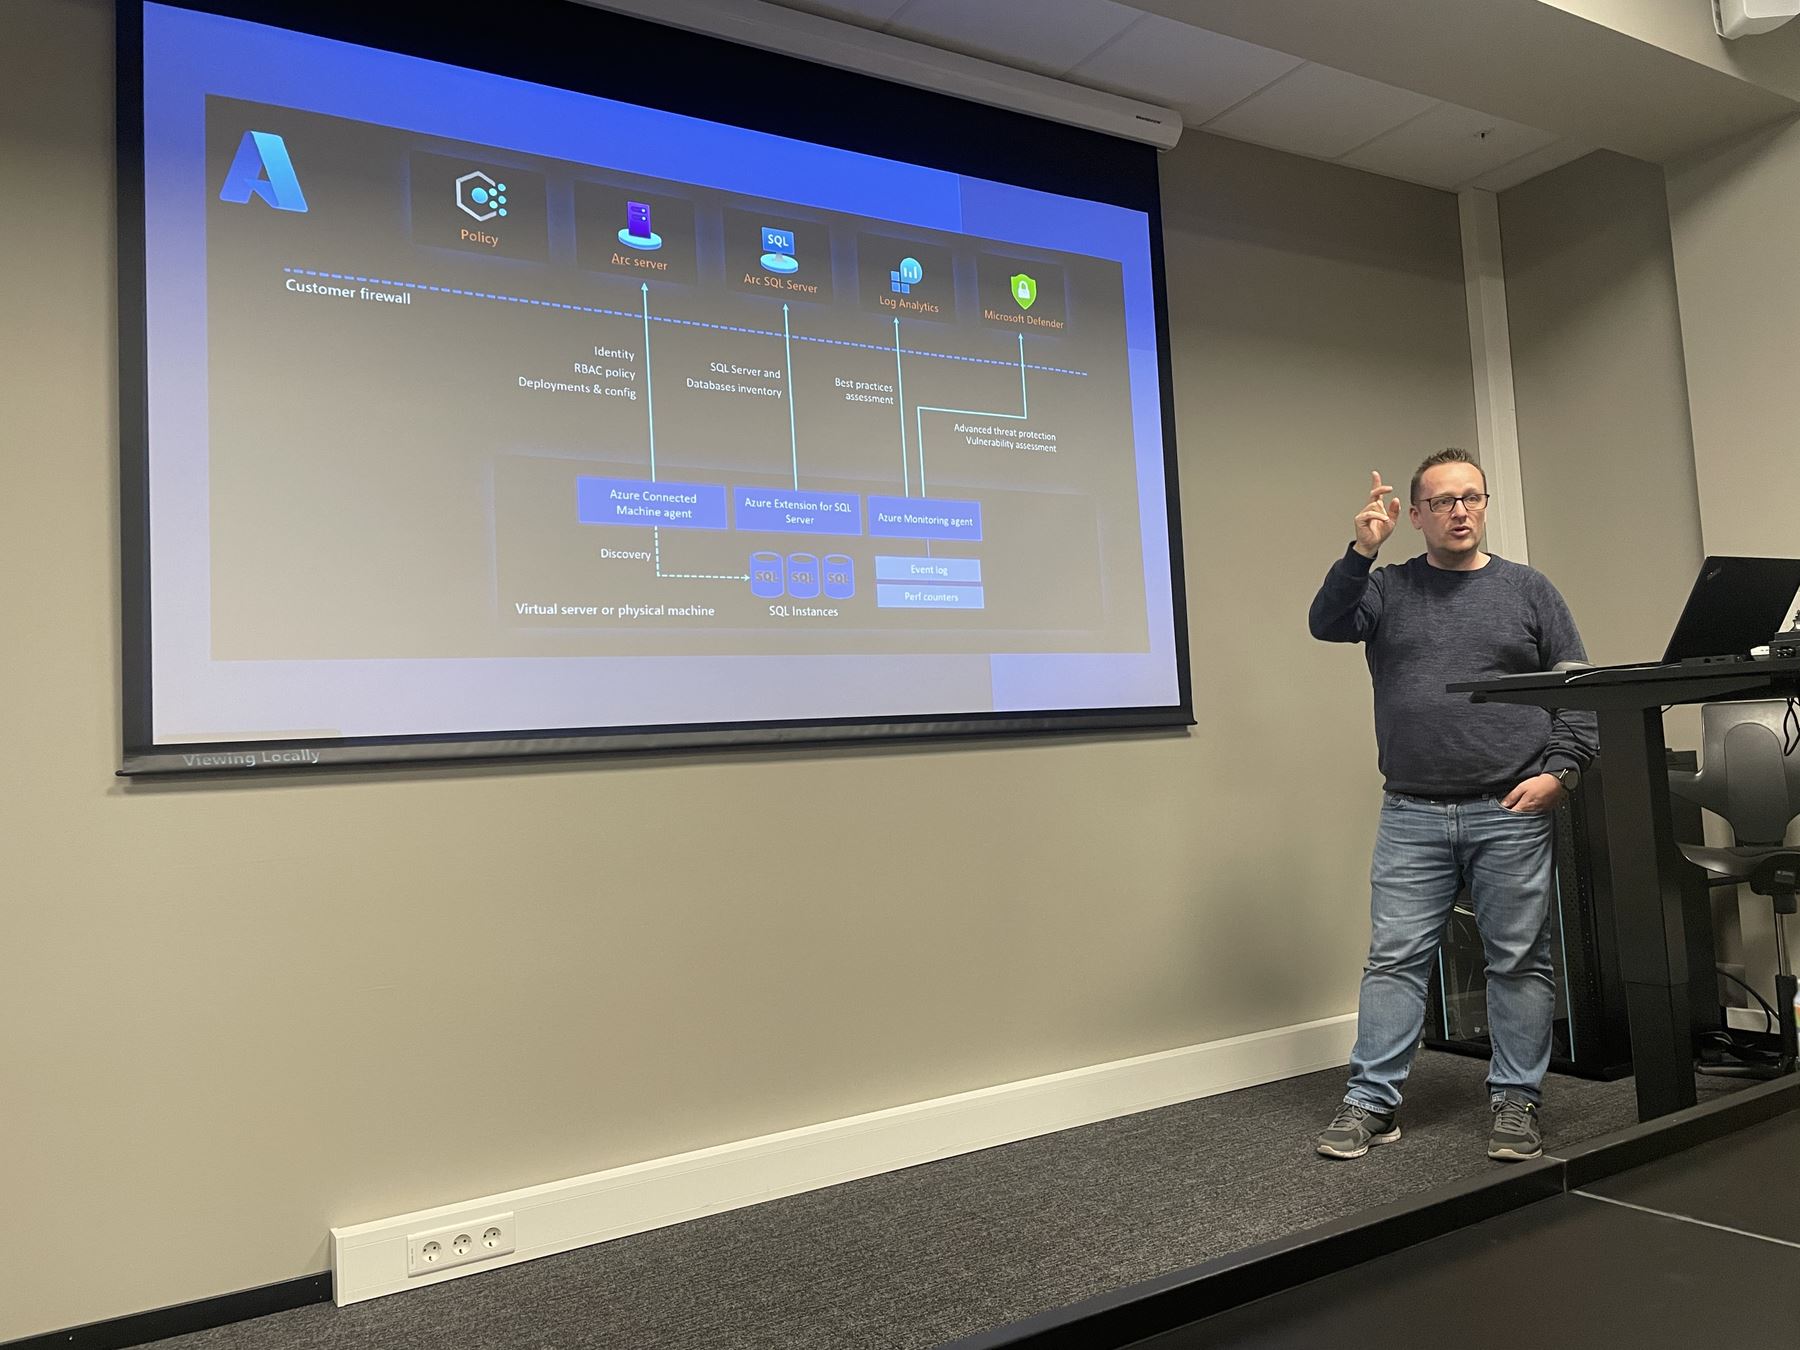 Policy
Arc server
SQL
Arc SQL Server
Log Analytics
Microsoft Defender
Customer firewall
Identity
RBAC policy
Deployments & config
SQL Server and
Databases inventory
Best practices
assessment
Advanced threat protection
Vulnerability assessment
Azure Connected
Machine agent
Azure Extension for SQL
Server
Azure Monitoring agent
Discovery
SQL
SQL
SQL
Event log
Perf counters
Virtual server or physical machine
SQL Instances
Viewing Locally